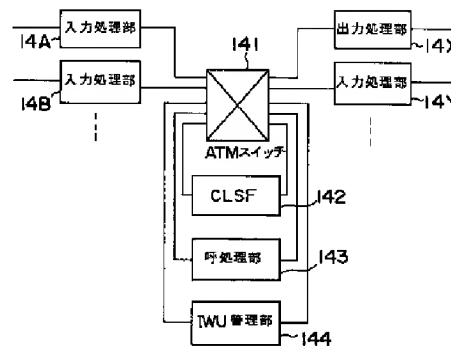 141
入力処理部
出力処理部
14A
14X
入力処理部
入力処理部
14B
14Y
ATMスイッチ
CLSF
142
呼処理部
143
IWU 管理部
144